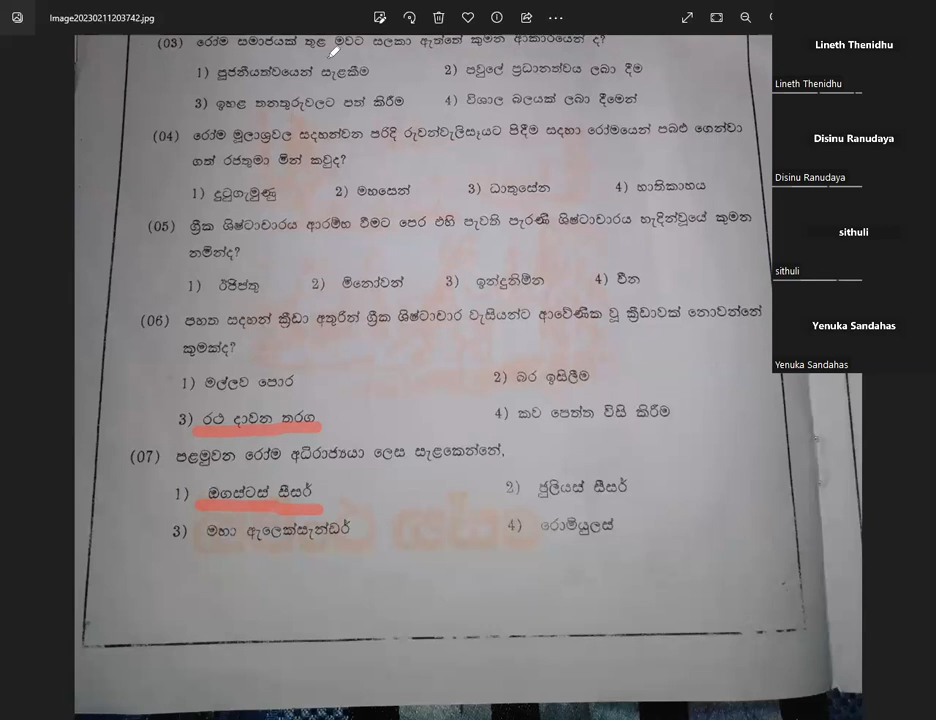 Image20230211203742.jpg
(03) රෝම සමාජයක් තුළ මවට සලකා ඇත්තේ කුමන ආකාරයෙන් ද?
1) පූජනීයත්වයෙන් සැළකීම 2) පවුලේ ප්‍රධානත්වය ලබා දීම
3) ඉහළ තනතුරුවලට පත් කිරීම 4) විශාල බලයක් ලබා දීමෙන්
(04) රෝම මූලාශ්‍රවල සඳහන්වන පරිදි රුවන්වැලිසෑයට පිදීම සඳහා රෝමයෙන් පබළු ගෙන්වා
ගත් රජතුමා මින් කවුද?
1) දුටුගැමුණු 2) මහසෙන් 3) ධාතුසේන 4) භාතිකාභය
(05) ග්‍රීක ශිෂ්ටාචාරය ආරම්භ වීමට පෙර එහි පැවති පැරණි ශිෂ්ටාචාරය හැදින්වූයේ කුමන
නමින්ද?
1) ඊජිප්තු 2) මිනෝවන් 3) ඉන්දුනිම්න 4) චීන
(06) පහත සදහන් ක්‍රීඩා අතුරින් ග්‍රීක ශිෂ්ටාචාර වැසියන්ට ආවේණික වූ ක්‍රීඩාවක් නොවන්නේ
කුමක්ද?
1) මල්ලව පොර 2) බර ඉසිලීම
3) රථ දාවන තරග 4) කව පෙත්ත විසි කිරීම
(07) පළමුවන රෝම අධිරාජ්‍යයා ලෙස සැළකෙන්නේ,
1) ඔගස්ටස් සීසර් 2) ජුලියස් සීසර්
3) මහා ඇලෙක්සැන්ඩර් 4) රොමියුලස්
Lineth Thenidhu
Lineth Thenidhu
Disinu Ranudaya
Disinu Ranudaya
sithuli
sithuli
Yenuka Sandahas
Yenuka Sandahas